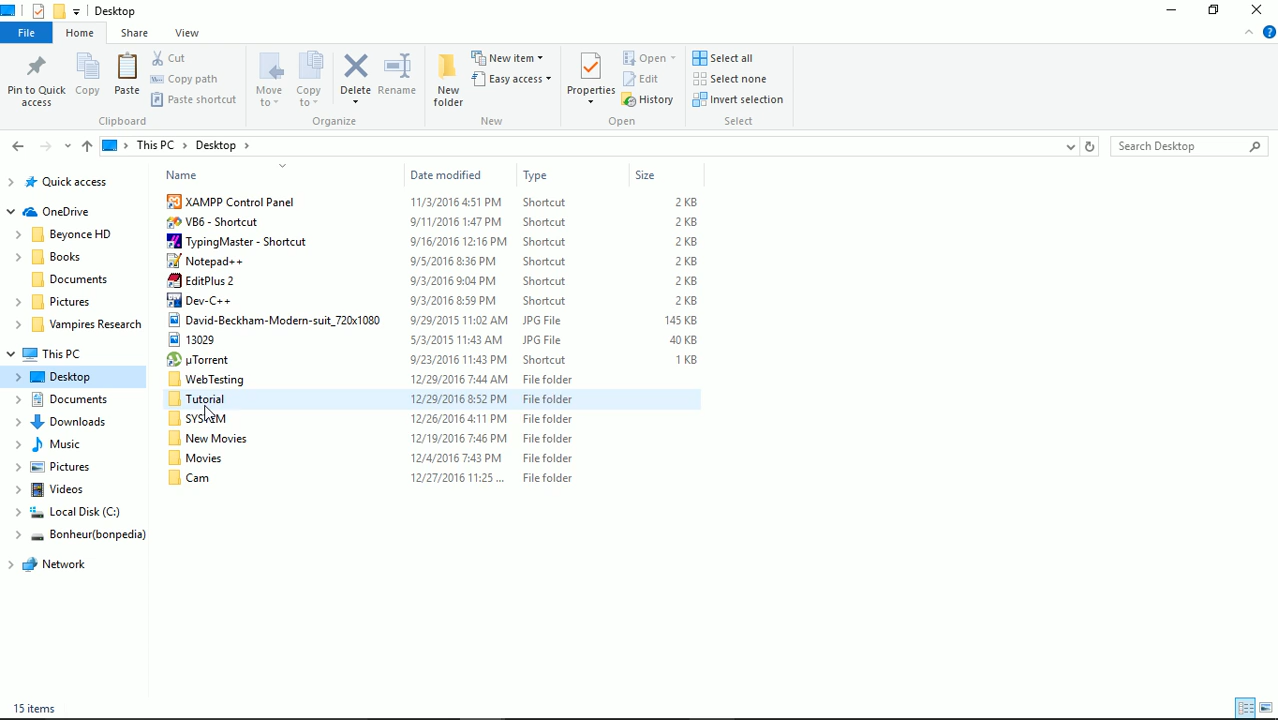 Desktop
File Home Share View
Pin to Quick access
Copy
Paste
Cut
Copy path
Paste shortcut
Clipboard
Move to
Copy to
Delete
Rename
Organize
New folder
New item
Easy access
New
Properties
Open
Edit
History
Open
Select all
Select none
Invert selection
Select
This PC Desktop
Search Desktop
Quick access
OneDrive
Beyonce HD
Books
Documents
Pictures
Vampires Research
This PC
Desktop
Documents
Downloads
Music
Pictures
Videos
Local Disk (C:)
Bonheur(bonpedia)
Network
Name Date modified Type Size
XAMPP Control Panel 11/3/2016 4:51 PM Shortcut 2 KB
VB6 - Shortcut 9/11/2016 1:47 PM Shortcut 2 KB
TypingMaster - Shortcut 9/16/2016 12:16 PM Shortcut 2 KB
Notepad++ 9/5/2016 8:36 PM Shortcut 2 KB
EditPlus 2 9/3/2016 9:04 PM Shortcut 2 KB
Dev-C++ 9/3/2016 8:59 PM Shortcut 2 KB
David-Beckham-Modern-suit_720x1080 9/29/2015 11:02 AM JPG File 145 KB
13029 5/3/2015 11:43 AM JPG File 40 KB
µTorrent 9/23/2016 11:43 PM Shortcut 1 KB
WebTesting 12/29/2016 7:44 AM File folder
Tutorial 12/29/2016 8:52 PM File folder
12/26/2016 4:11 PM File folder
New Movies 12/19/2016 7:46 PM File folder
Movies 12/4/2016 7:43 PM File folder
Cam 12/27/2016 11:25 ... File folder
15 items